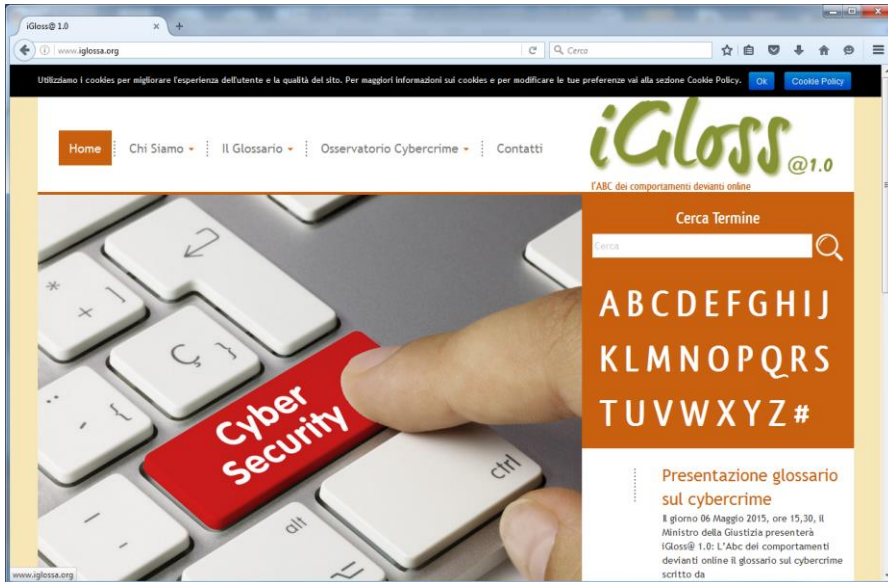 iGloss@ 1.0
www.iglossa.org
Cerca
Utilizziamo i cookies per migliorare l'esperienza dell'utente e la qualità del sito. Per maggiori informazioni sui cookies e per modificare le tue preferenze vai alla sezione Cookie Policy. Ok Cookie Policy
Home Chi Siamo Il Glossario Osservatorio Cybercrime Contatti
iGloss@1.0
l'ABC dei comportamenti devianti online
Cerca Termine
Cerca
A B C D E F G H I J
K L M N O P Q R S
T U V W X Y Z #
* + ]
Ç }
¨ ´ {
Cyber
Security
ctrl
alt
Presentazione glossario
sul cybercrime
Il giorno 06 Maggio 2015, ore 15,30, il
Ministro della Giustizia presenterà
iGloss@ 1.0: L'Abc dei comportamenti
devianti online il glossario sul cybercrime
scritto da
www.iglossa.org